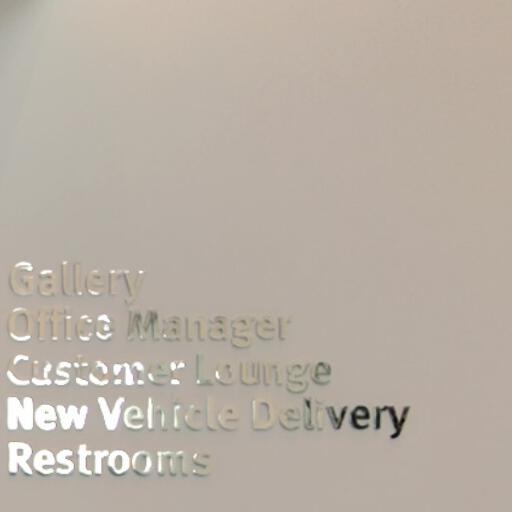 Gallery
Office Manager
Customer Lounge
New Vehicle Delivery
Restrooms